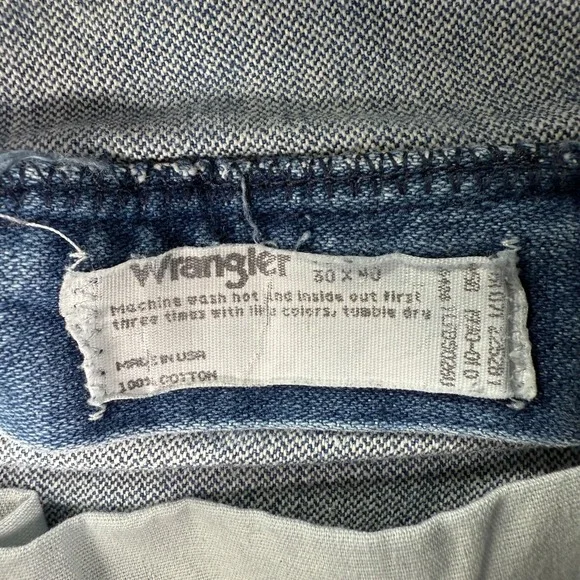 Wrangler
30 X 40
Machine wash hot and inside out first
three times with like colors, tumble dry
MADE IN USA
100% COTTON